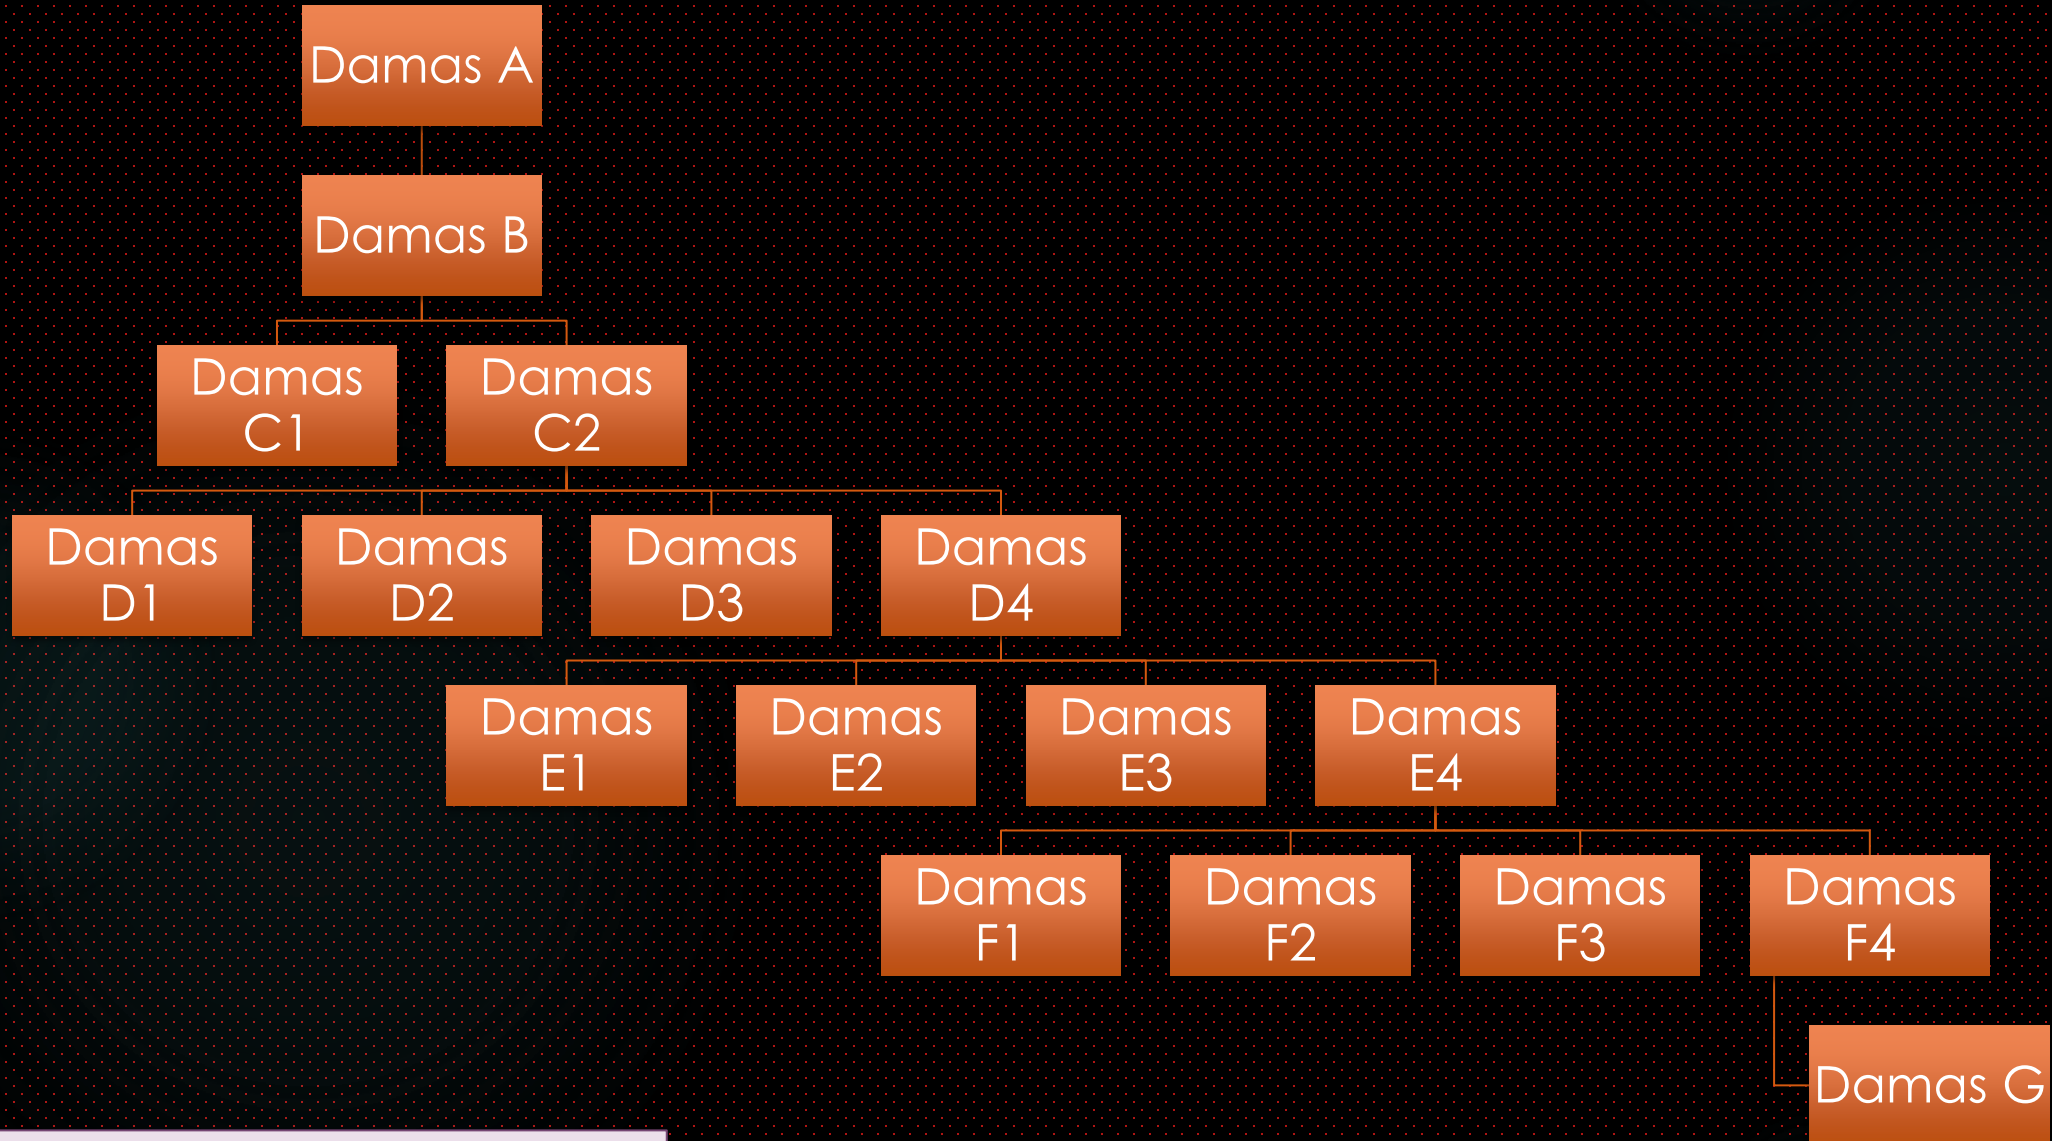 Damas A
Damas B
Damas
C1
Damas
C2
Damas
D1
Damas
D2
Damas
D3
Damas
D4
Damas
E1
Damas
E2
Damas
E3
Damas
E4
Damas
F1
Damas
F2
Damas
F3
Damas
F4
Damas G